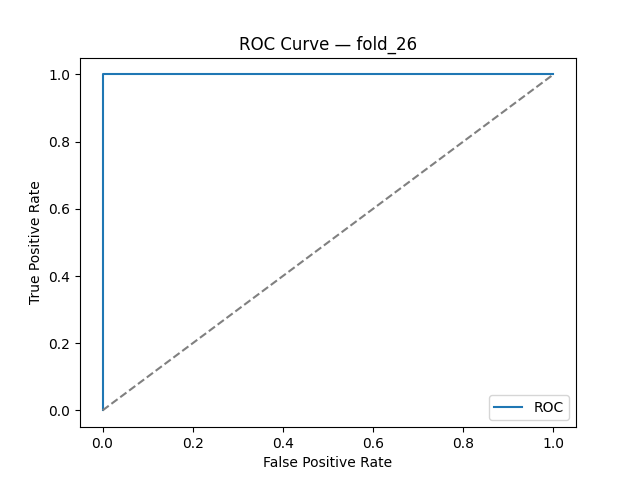 ROC Curve — fold_26
True Positive Rate
1.0
0.8
0.6
0.4
0.2
0.0
0.0 0.2 0.4 0.6 0.8 1.0
False Positive Rate
ROC